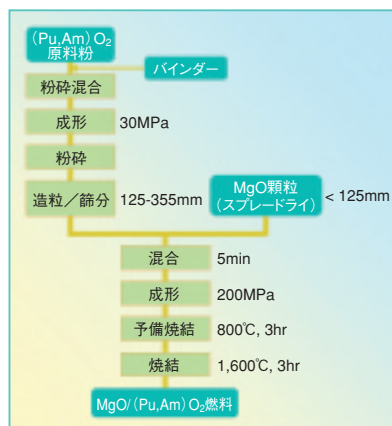 (Pu,Am)O2
原料粉
バインダー
粉砕混合
成形 30MPa
粉砕
造粒／篩分 125-355mm
MgO顆粒
(スプレードライ) < 125mm
混合 5min
成形 200MPa
予備焼結 800℃, 3hr
焼結 1,600℃, 3hr
MgO/(Pu,Am)O2燃料